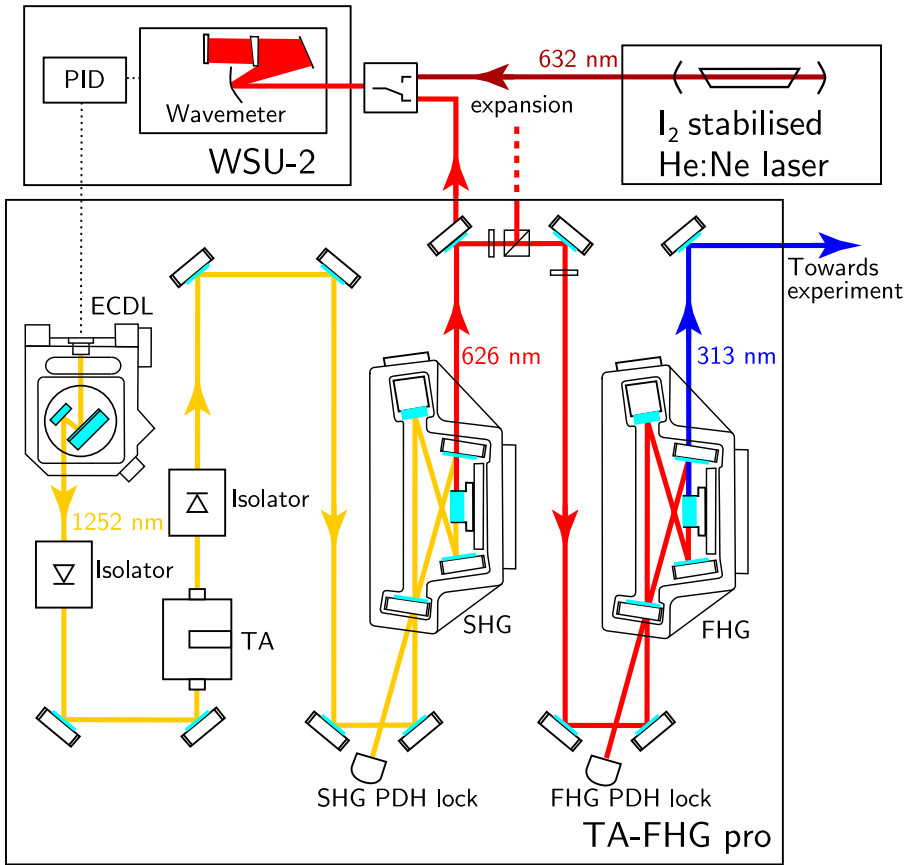 632 nm
PID
Wavemeter
expansion
I2 stabilised
He:Ne laser
WSU-2
Towards
experiment
ECDL
626 nm
313 nm
Isolator
1252 nm
Isolator
TA
SHG
FHG
SHG PDH lock
FHG PDH lock
TA-FHG pro